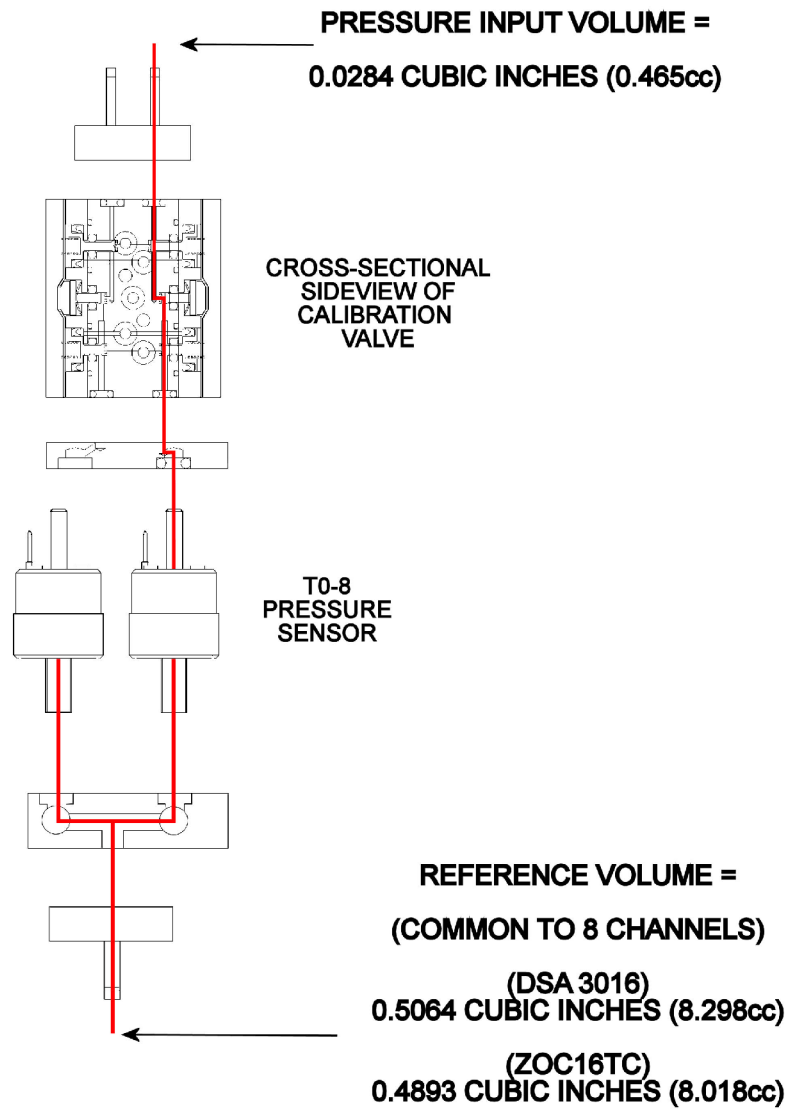 PRESSURE INPUT VOLUME =
0.0284 CUBIC INCHES (0.465cc)
CROSS-SECTIONAL
SIDEVIEW OF
CALIBRATION
VALVE
T0-8
PRESSURE
SENSOR
REFERENCE VOLUME =
(COMMON TO 8 CHANNELS)
(DSA 3016)
0.5064 CUBIC INCHES (8.298cc)
(ZOC16TC)
0.4893 CUBIC INCHES (8.018cc)